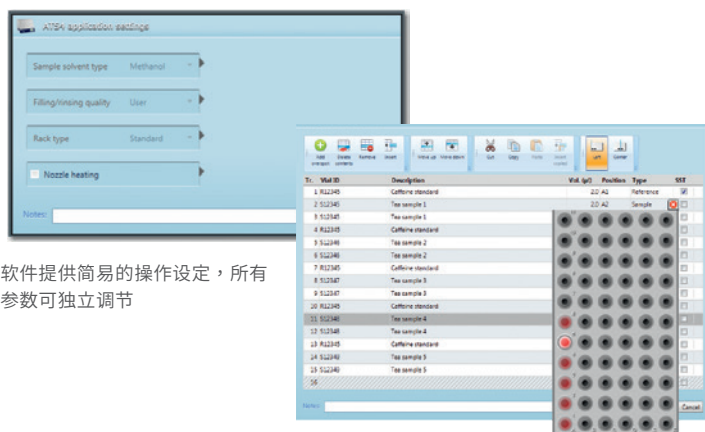 ATS4 application settings
Sample solvent type Methanol
Filling/rinsing quality User
Rack type Standard
Nozzle heating
Notes:
软件提供简易的操作设定，所有
参数可独立调节
Add Delete Remove Insert Move up Move down Cut Copy Paste Insert Left Corner
contents
Tr. Vial ID Description Vol. (µl) Position Type SST
1 R12345 Caffeine standard 2.0 A1 Reference
2 S12345 Tea sample 1 2.0 A2 Sample
3 S12345 Tea sample 1
4 R12345 Caffeine standard
5 S12346 Tea sample 2
6 S12346 Tea sample 2
7 R12345 Caffeine standard
8 S12347 Tea sample 3
9 S12347 Tea sample 3
10 R12345 Caffeine standard
11 S12348 Tea sample 4
12 S12348 Tea sample 4
13 R12345 Caffeine standard
14 S12349 Tea sample 5
15 S12349 Tea sample 5
16
Notes:
Cancel